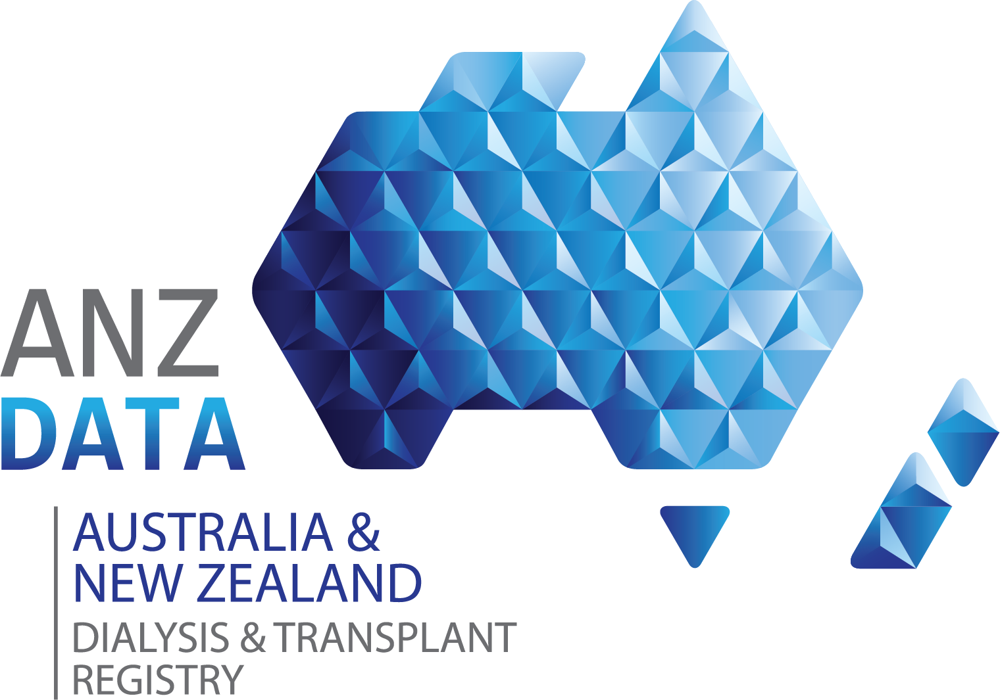 ANZ
DATA
AUSTRALIA &
NEW ZEALAND
DIALYSIS & TRANSPLANT
REGISTRY